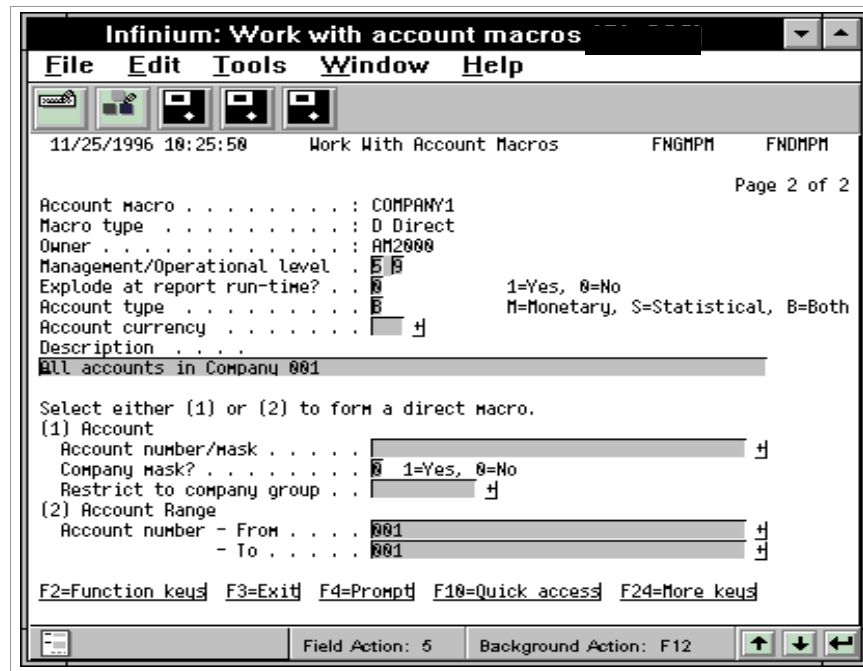 Infinium: Work with account macros
File Edit Tools Window Help
11/25/1996 10:25:50 Work With Account Macros FNGMPM FNDMPM
Page 2 of 2
Account macro . . . . . . . . . : COMPANY1
Macro type . . . . . . . . . : D Direct
Owner . . . . . . . . . . . . . : AM2000
Management/Operational level . 5 9
Explode at report run-time? . . 0 1=Yes, 0=No
Account type . . . . . . . . . B M=Monetary, S=Statistical, B=Both
Account currency . . . . . . . +
Description . . . .
All accounts in Company 001
Select either (1) or (2) to form a direct macro.
(1) Account
Account number/mask . . . . . +
Company mask? . . . . . . . . 0 1=Yes, 0=No
Restrict to company group . . +
(2) Account Range
Account number - From . . . . 001 +
- To . . . . . 001 +
F2=Function keys F3=Exit F4=Prompt F10=Quick access F24=More keys
Field Action: 5 Background Action: F12